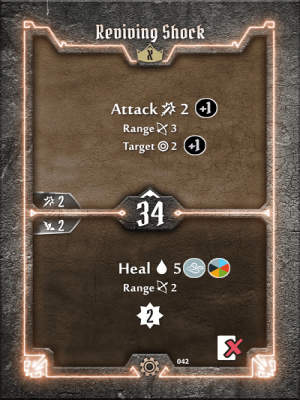 Reviving Shock
X
Attack 2 +1
Range 3
Target 2 +1
2
34
2
Heal 5
Range 2
2
042